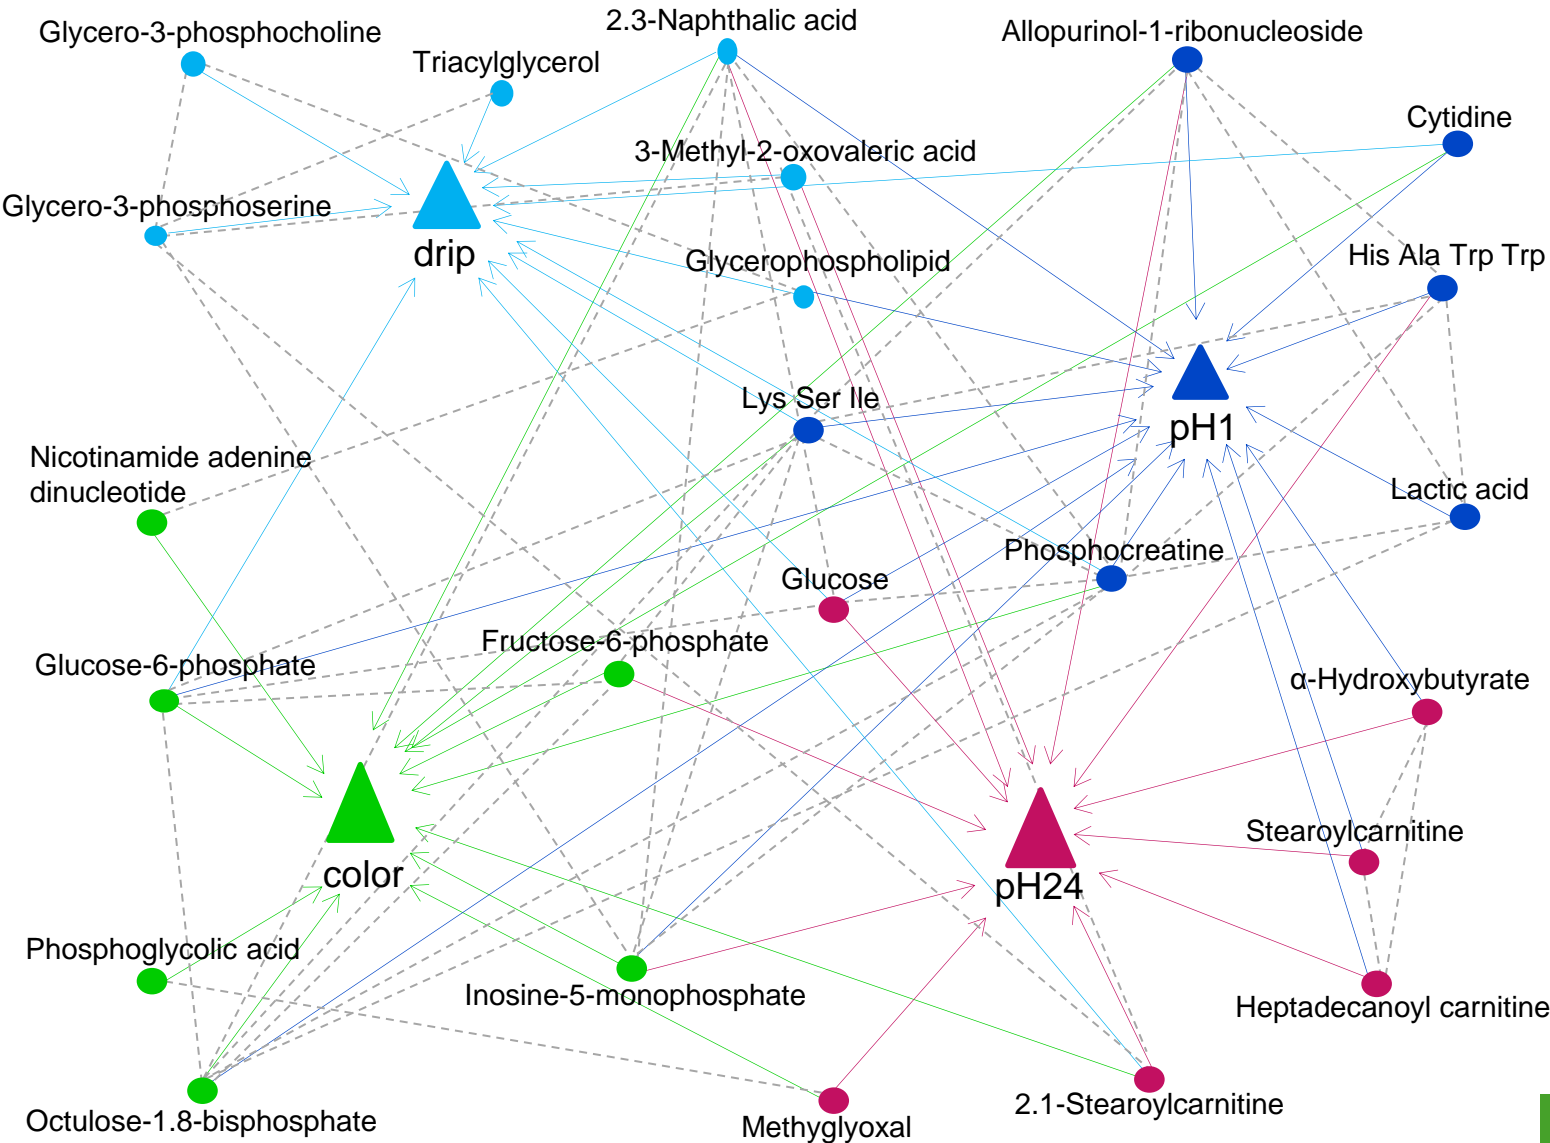 2.3-Naphthalic acid
Glycero-3-phosphocholine
Allopurinol-1-ribonucleoside
Triacylglycerol
Cytidine
3-Methyl-2-oxovaleric acid
Glycero-3-phosphoserine
drip
His Ala Trp Trp
Glycerophospholipid
Lys Ser Ile
pH1
Nicotinamide adenine
dinucleotide
Lactic acid
Phosphocreatine
Glucose
Fructose-6-phosphate
Glucose-6-phosphate
α-Hydroxybutyrate
Stearoylcarnitine
color
pH24
Phosphoglycolic acid
Inosine-5-monophosphate
Heptadecanoyl carnitine
2.1-Stearoylcarnitine
Octulose-1.8-bisphosphate
Methyglyoxal